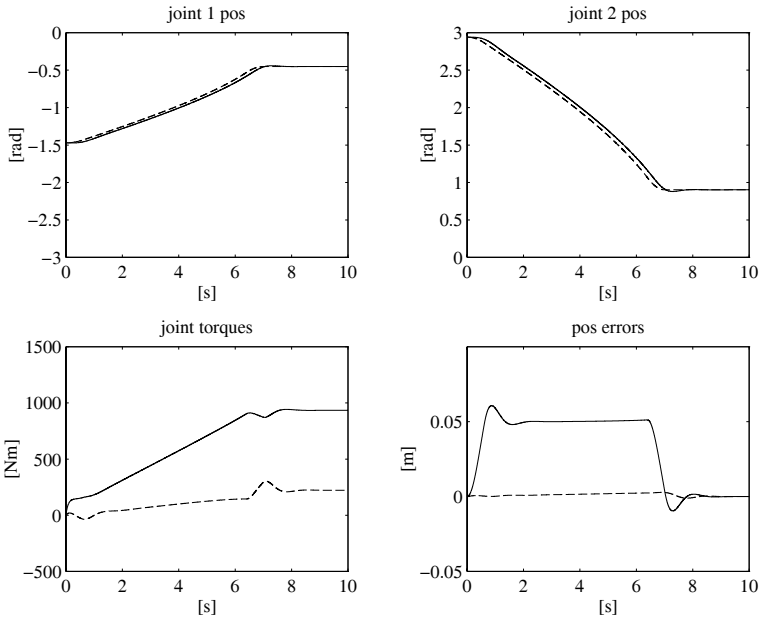 joint 1 pos
0
−0.5
−1
−1.5
−2
−2.5
−3
[rad]
0 2 4 6 8 10
[s]
joint 2 pos
3
2.5
2
1.5
1
0.5
0
[rad]
0 2 4 6 8 10
[s]
joint torques
1500
1000
500
0
−500
[Nm]
0 2 4 6 8 10
[s]
pos errors
0.05
0
−0.05
[m]
0 2 4 6 8 10
[s]